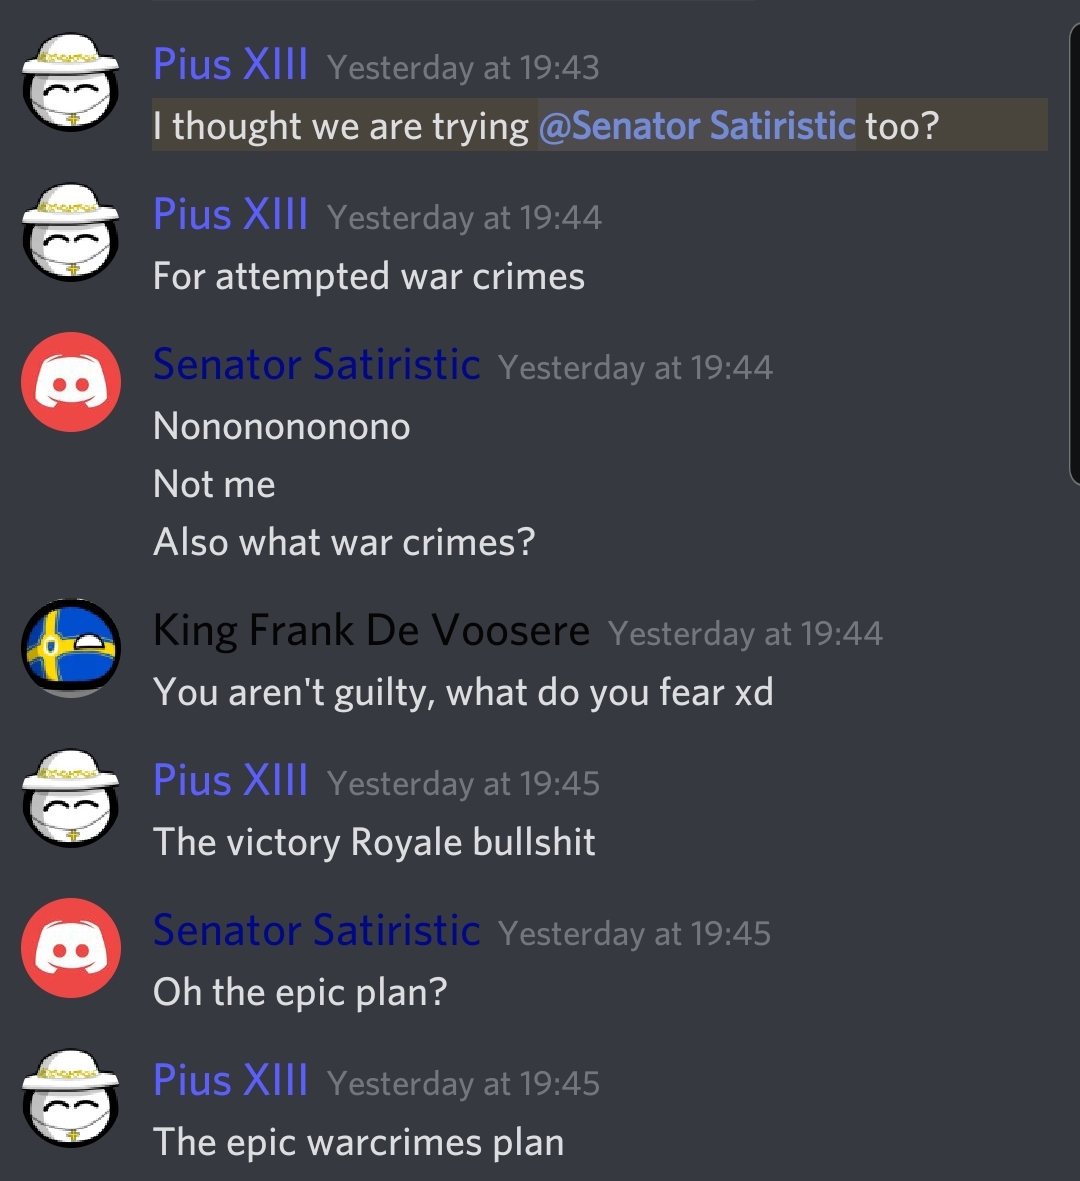 Pius XIII Yesterday at 19:43
I thought we are trying @Senator Satiristic too?
Pius XIII Yesterday at 19:44
For attempted war crimes
Senator Satiristic Yesterday at 19:44
Nononononono
Not me
Also what war crimes?
King Frank De Voosere Yesterday at 19:44
You aren't guilty, what do you fear xd
Pius XIII Yesterday at 19:45
The victory Royale bullshit
Senator Satiristic Yesterday at 19:45
Oh the epic plan?
Pius XIII Yesterday at 19:45
The epic warcrimes plan